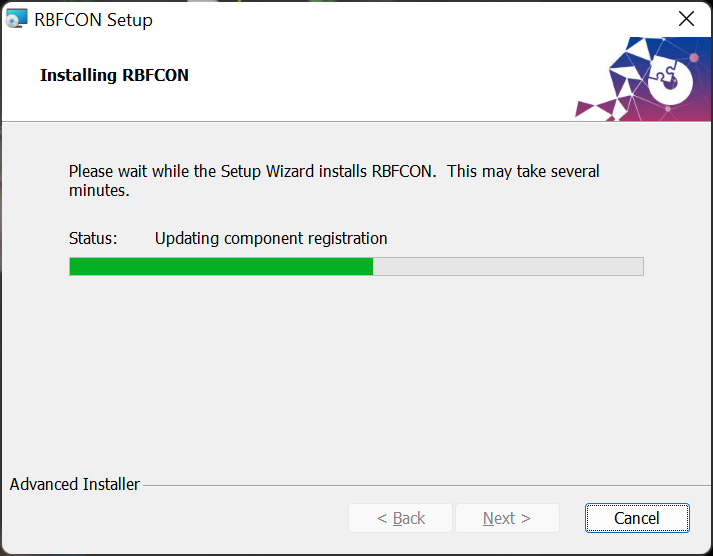 RBFCON Setup
Installing RBFCON
Please wait while the Setup Wizard installs RBFCON.  This may take several
minutes.
Status: Updating component registration
Advanced Installer
< Back Next > Cancel